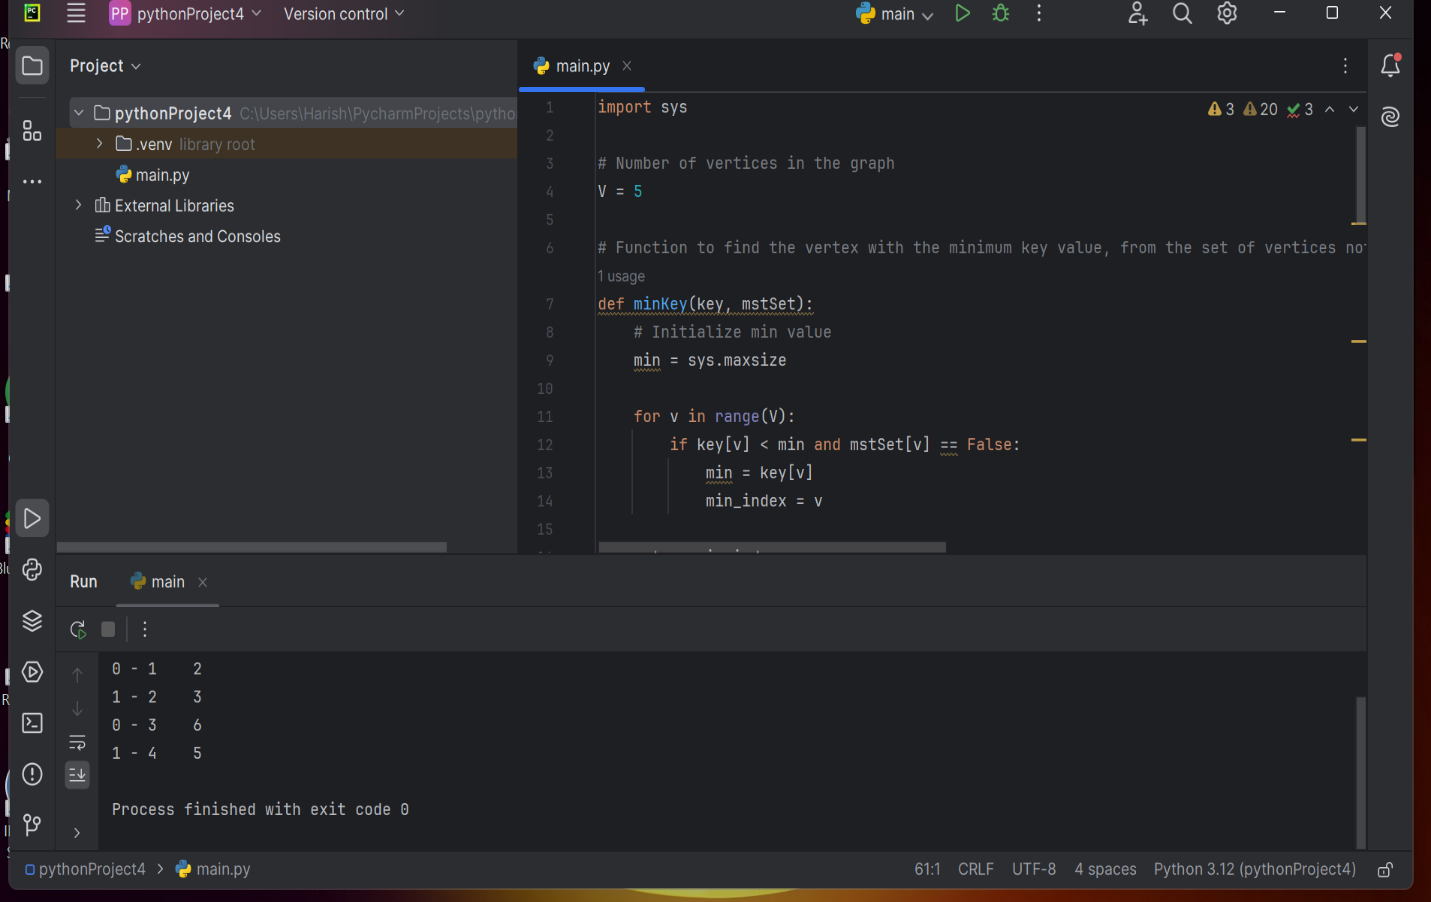 PP pythonProject4 Version control main
Project
main.py
pythonProject4 C:\Users\Harish\PycharmProjects\pytho
.venv library root
main.py
External Libraries
Scratches and Consoles
3 20 3
1 import sys
2
3 # Number of vertices in the graph
4 V = 5
5
6 # Function to find the vertex with the minimum key value, from the set of vertices no
1 usage
7 def minKey(key, mstSet):
8 # Initialize min value
9 min = sys.maxsize
10
11 for v in range(V):
12 if key[v] < min and mstSet[v] == False:
13 min = key[v]
14 min_index = v
15
Run main
0 - 1 2
1 - 2 3
0 - 3 6
1 - 4 5
Process finished with exit code 0
pythonProject4 > main.py 61:1 CRLF UTF-8 4 spaces Python 3.12 (pythonProject4)